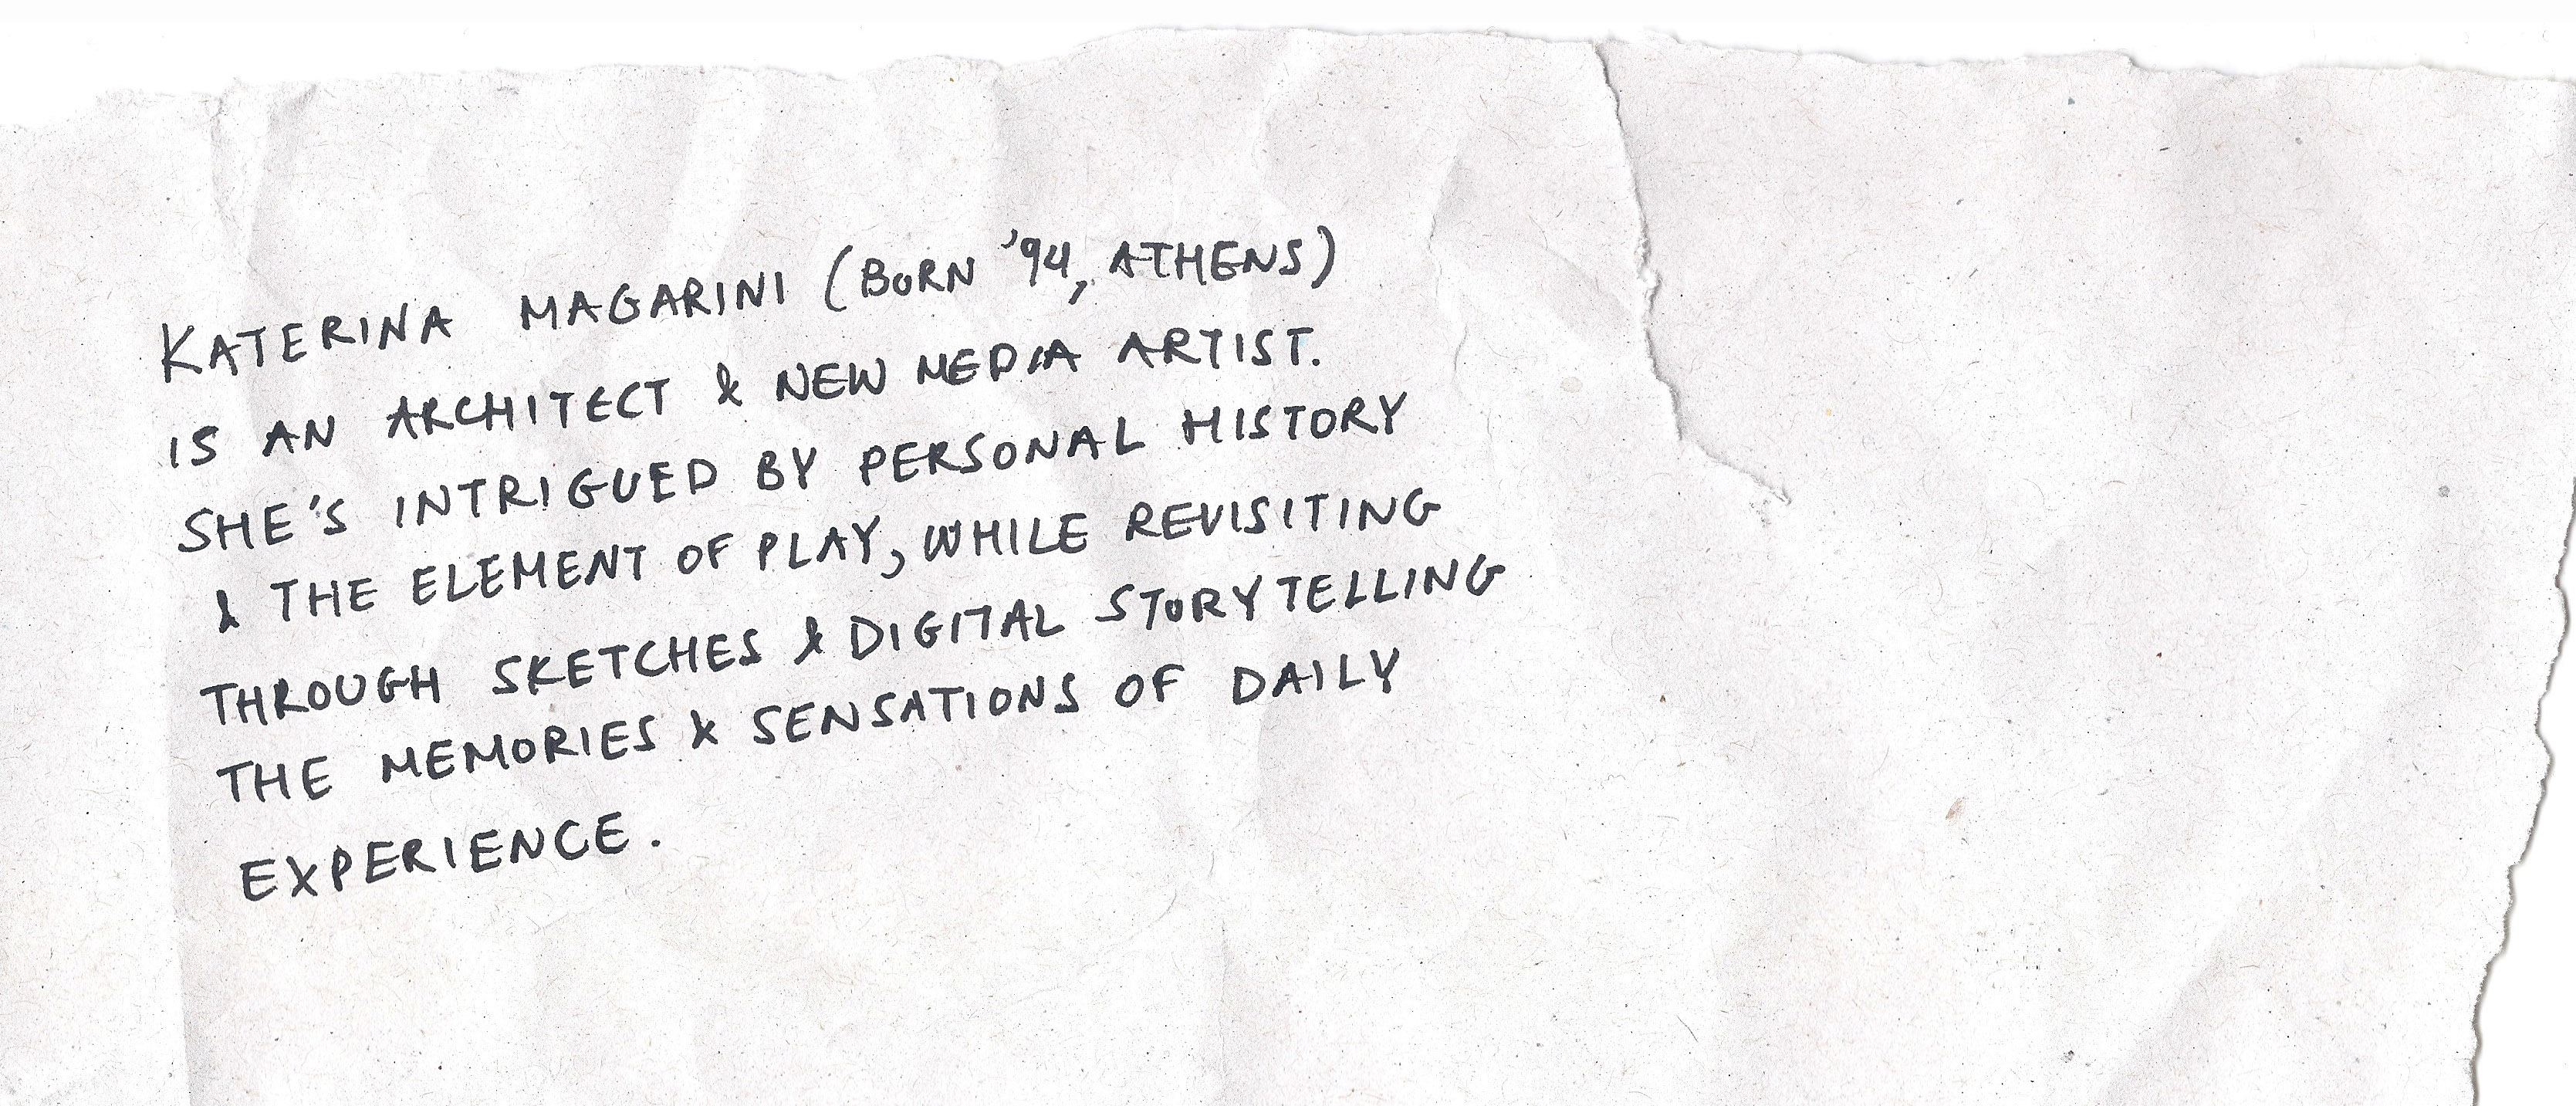 KATERINA MAGARINI (BORN '94, ATHENS)
IS AN ARCHITECT & NEW MEDIA ARTIST.
SHE'S INTRIGUED BY PERSONAL HISTORY
& THE ELEMENT OF PLAY, WHILE REVISITING
THROUGH SKETCHES & DIGITAL STORYTELLING
THE MEMORIES & SENSATIONS OF DAILY
EXPERIENCE.